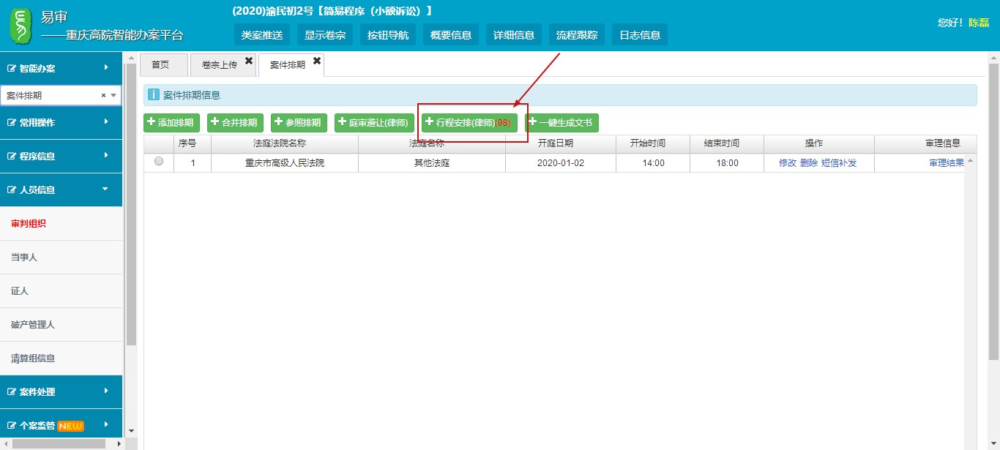 易审
——重庆高院智能办案平台
(2020)渝民初2号【简易程序（小额诉讼）】
类案推送 显示卷宗 按钮导航 概要信息 详细信息 流程跟踪 日志信息
您好！陈磊
智能办案
案件排期
常用操作
程序信息
人员信息
审判组织
当事人
证人
破产管理人
清算组信息
案件处理
个案监管 NEW
首页 卷宗上传 案件排期
案件排期信息
添加排期 合并排期 参照排期 庭审避让(律师) 行程安排(律师)(98) 一键生成文书
序号 法庭法院名称 法庭名称 开庭日期 开始时间 结束时间 操作 审理信息
1 重庆市高级人民法院 其他法庭 2020-01-02 14:00 18:00 修改 删除 短信补发 审理结果